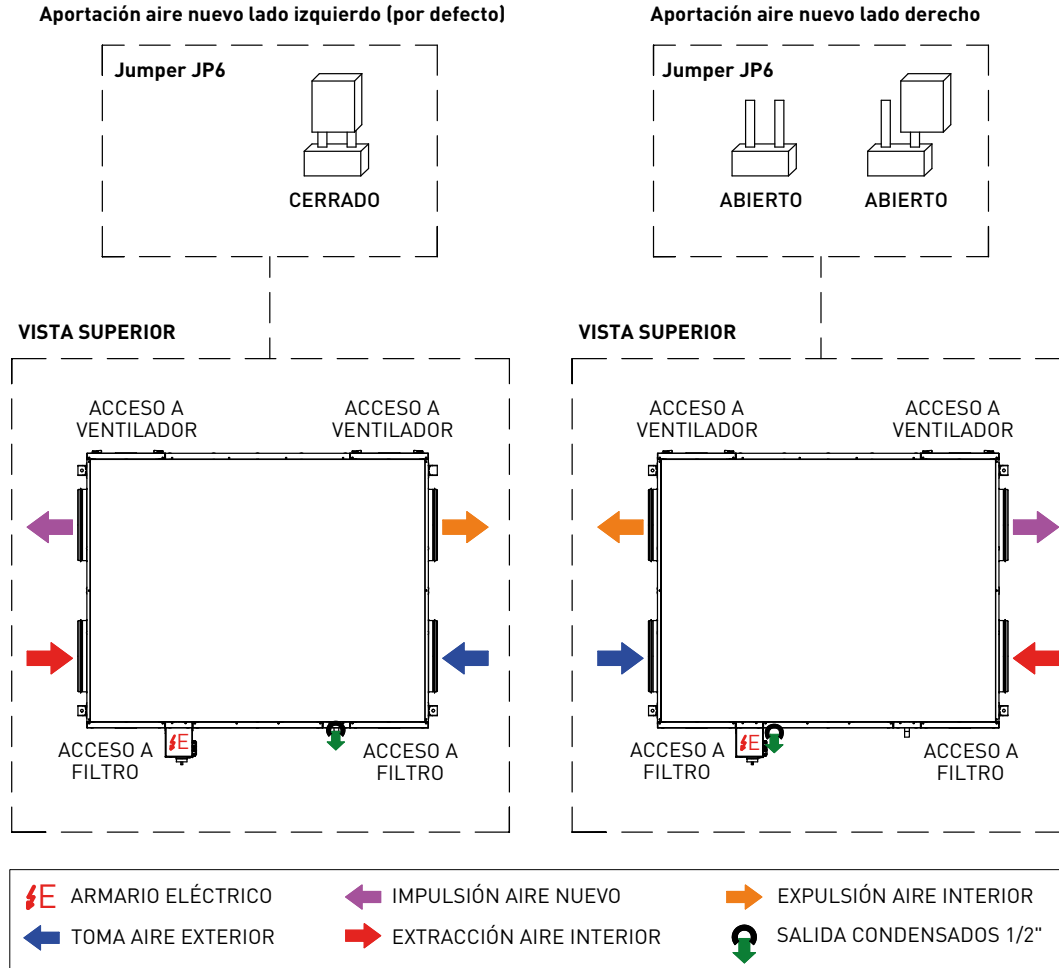 Aportación aire nuevo lado izquierdo (por defecto)
Jumper JP6
CERRADO
VISTA SUPERIOR
ACCESO A
VENTILADOR
ACCESO A
VENTILADOR
E
ACCESO A
FILTRO
ACCESO A
FILTRO
Aportación aire nuevo lado derecho
Jumper JP6
ABIERTO
ABIERTO
VISTA SUPERIOR
ACCESO A
VENTILADOR
ACCESO A
VENTILADOR
E
ACCESO A
FILTRO
ACCESO A
FILTRO
E ARMARIO ELÉCTRICO
IMPULSIÓN AIRE NUEVO
EXPULSIÓN AIRE INTERIOR
TOMA AIRE EXTERIOR
EXTRACCIÓN AIRE INTERIOR
SALIDA CONDENSADOS 1/2"